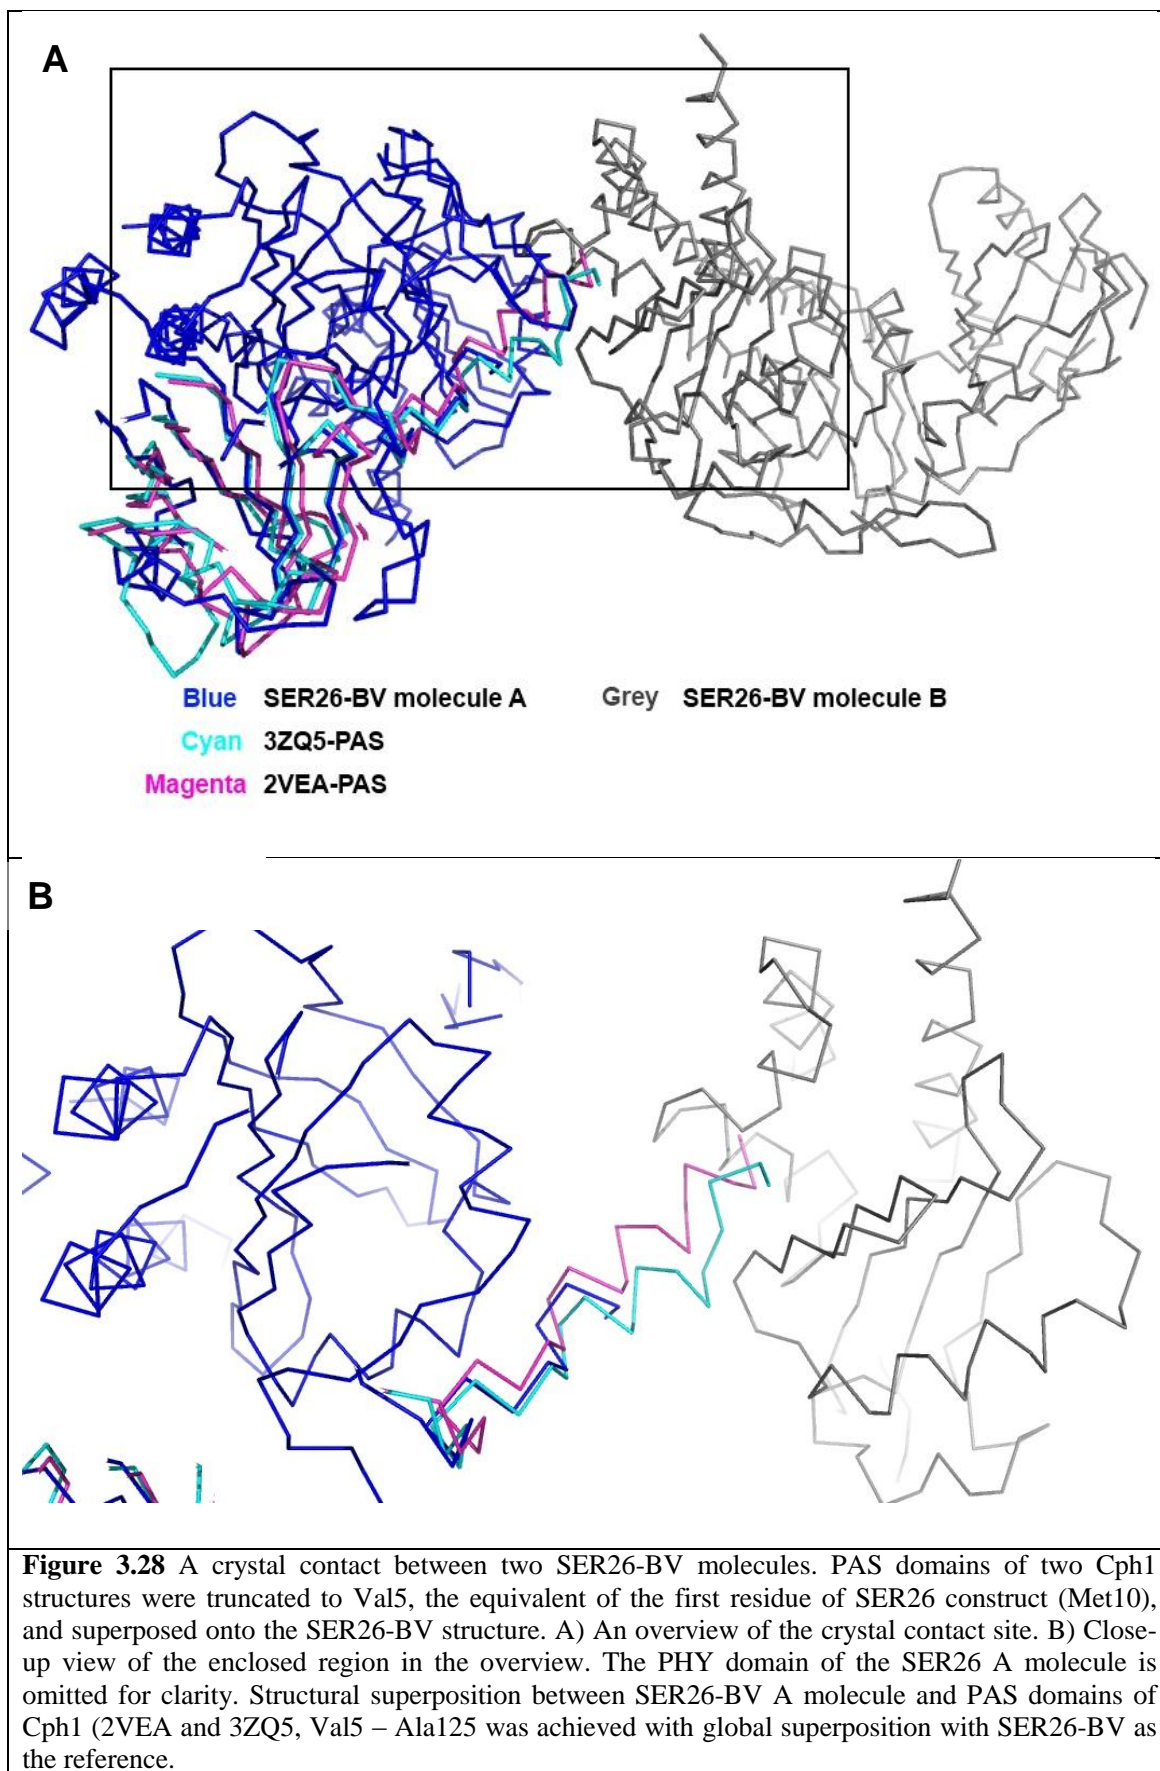 A
Blue SER26-BV molecule A Grey SER26-BV molecule B
Cyan 3ZQ5-PAS
Magenta 2VEA-PAS
B
Figure 3.28 A crystal contact between two SER26-BV molecules. PAS domains of two Cph1
structures were truncated to Val5, the equivalent of the first residue of SER26 construct (Met10),
and superposed onto the SER26-BV structure. A) An overview of the crystal contact site. B) Close-
up view of the enclosed region in the overview. The PHY domain of the SER26 A molecule is
omitted for clarity. Structural superposition between SER26-BV A molecule and PAS domains of
Cph1 (2VEA and 3ZQ5, Val5 – Ala125 was achieved with global superposition with SER26-BV as
the reference.